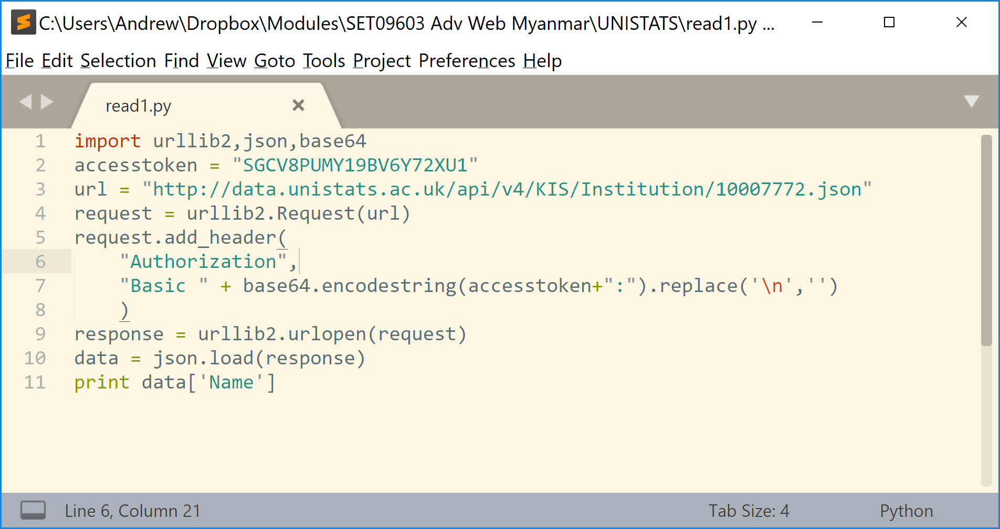 C:\Users\Andrew\Dropbox\Modules\SET09603 Adv Web Myanmar\UNISTATS\read1.py ...
File Edit Selection Find View Goto Tools Project Preferences Help
read1.py
1 import urllib2,json,base64
2 accesstoken = "SGCV8PUMY19BV6Y72XU1"
3 url = "http://data.unistats.ac.uk/api/v4/KIS/Institution/10007772.json"
4 request = urllib2.Request(url)
5 request.add_header(
6     "Authorization",
7     "Basic " + base64.encodestring(accesstoken+":").replace('\n','')
8     )
9 response = urllib2.urlopen(request)
10 data = json.load(response)
11 print data['Name']
Line 6, Column 21 Tab Size: 4 Python